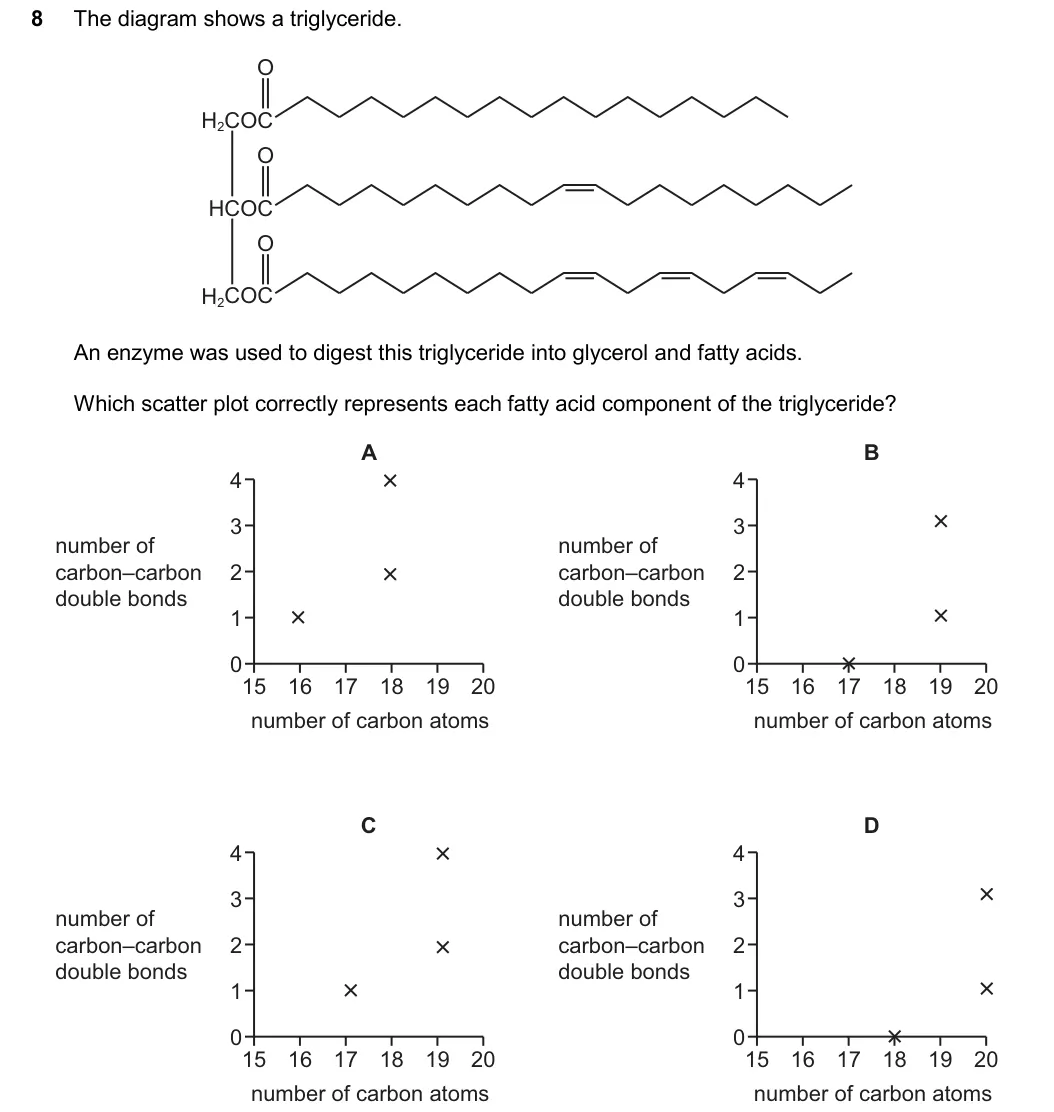 8 The diagram shows a triglyceride.
O
H₂COC
O
HCOC
O
H₂COC
An enzyme was used to digest this triglyceride into glycerol and fatty acids.
Which scatter plot correctly represents each fatty acid component of the triglyceride?
A
number of
carbon–carbon
double bonds
4
3
2
1
0
15 16 17 18 19 20
number of carbon atoms
B
number of
carbon–carbon
double bonds
4
3
2
1
0
15 16 17 18 19 20
number of carbon atoms
C
number of
carbon–carbon
double bonds
4
3
2
1
0
15 16 17 18 19 20
number of carbon atoms
D
number of
carbon–carbon
double bonds
4
3
2
1
0
15 16 17 18 19 20
number of carbon atoms